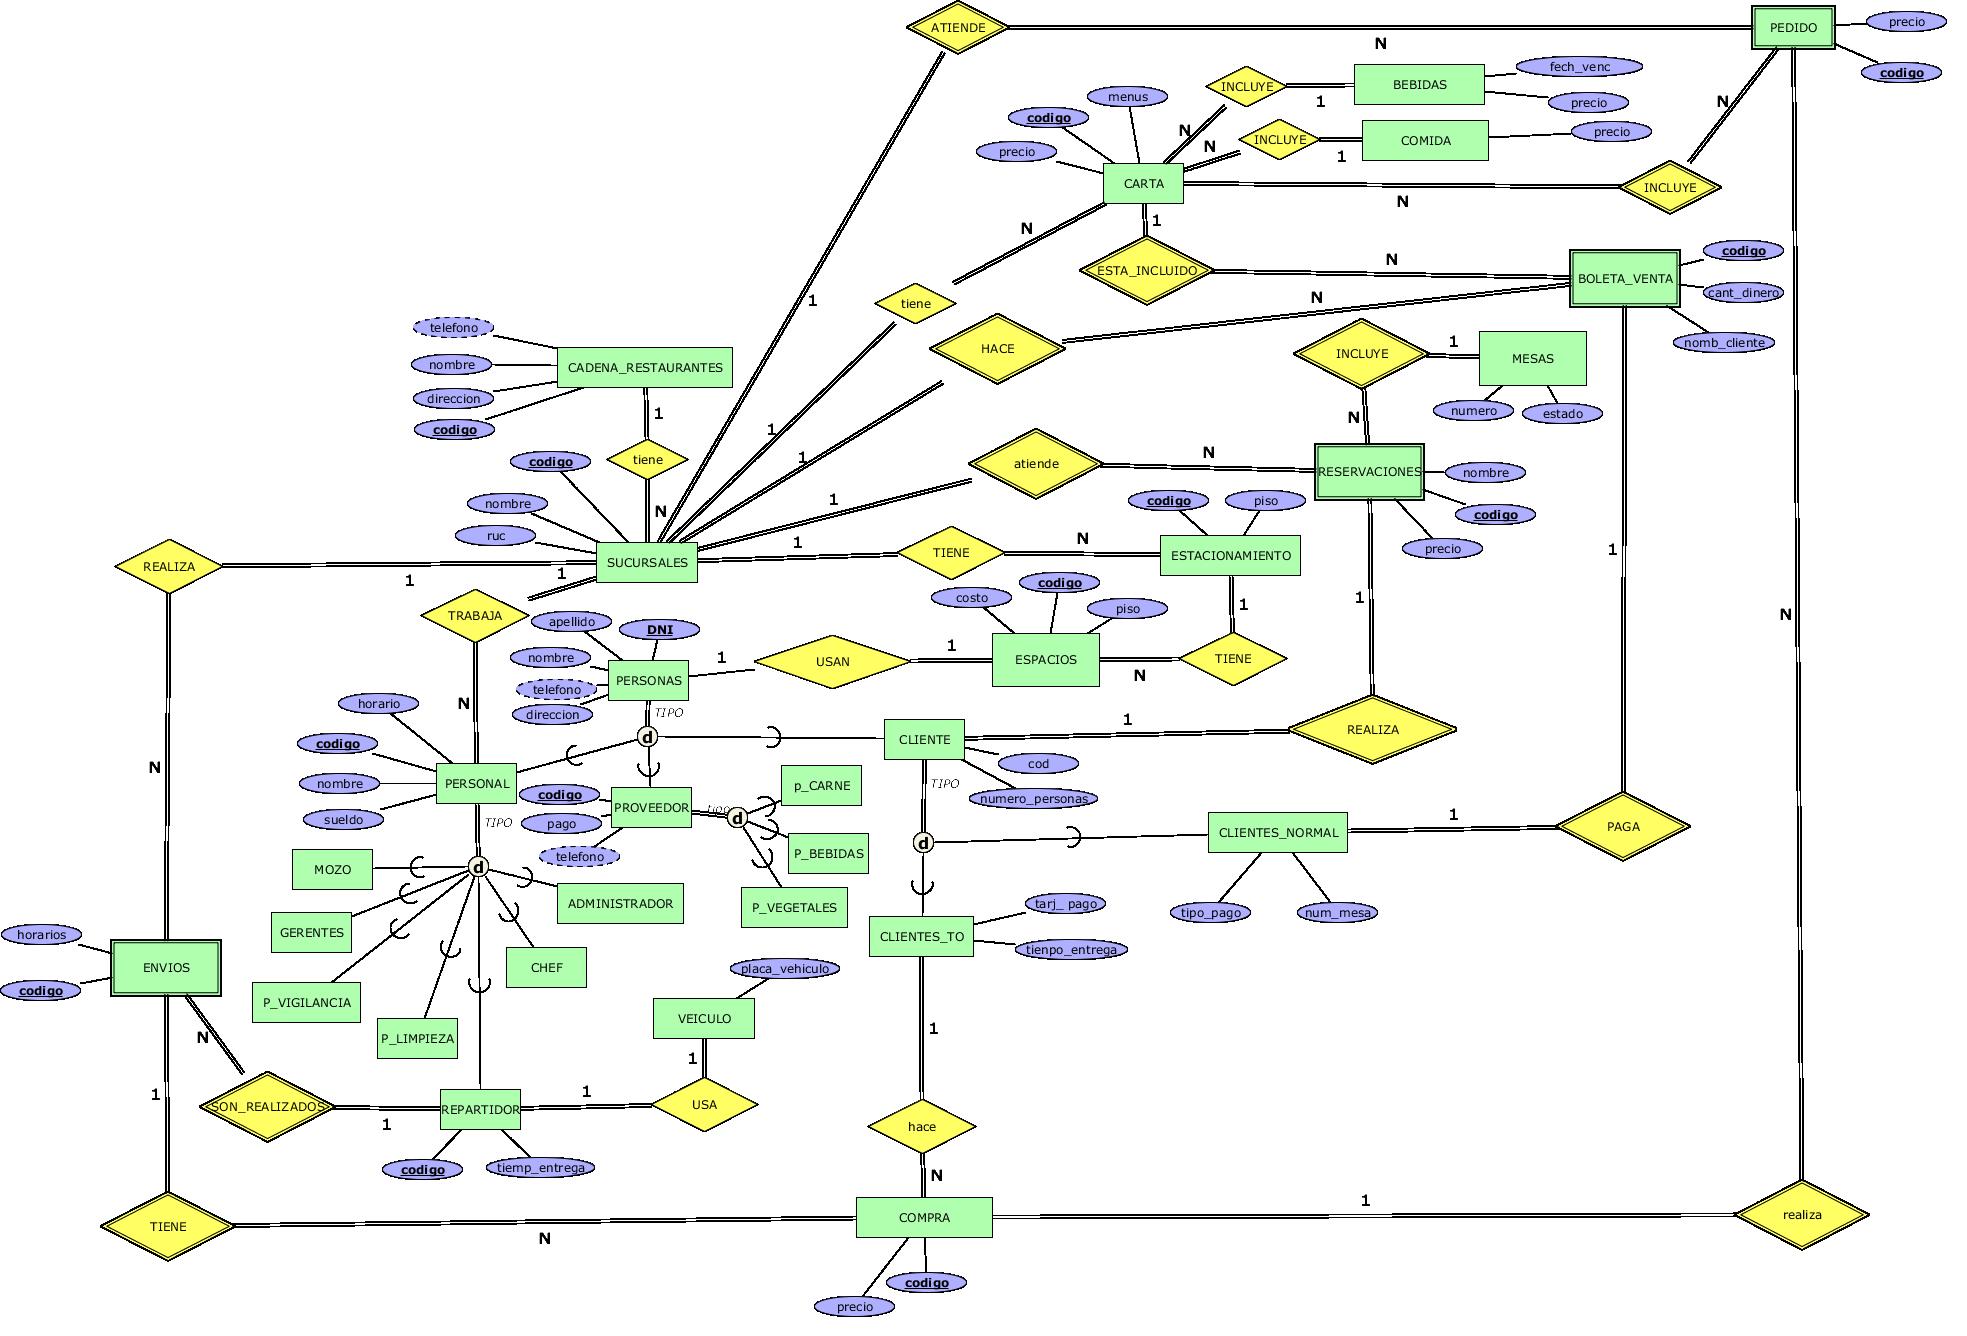 ATIENDE
PEDIDO
precio
codigo
N
1
INCLUYE
BEBIDAS
fech_venc
precio
1
N
INCLUYE
COMIDA
precio
1
N
menus
codigo
precio
CARTA
N
INCLUYE
N
N
1
ESTA_INCLUIDO
N
BOLETA_VENTA
codigo
cant_dinero
nomb_cliente
tiene
1
HACE
N
1
INCLUYE
1
MESAS
numero
estado
N
telefono
nombre
direccion
codigo
CADENA_RESTAURANTES
1
tiene
N
atiende
N
1
RESERVACIONES
nombre
codigo
precio
codigo
nombre
ruc
SUCURSALES
1
TIENE
N
codigo
piso
ESTACIONAMIENTO
1
TIENE
N
REALIZA
1
1
TRABAJA
N
apellido
DNI
nombre
telefono
direccion
PERSONAS
1
USAN
1
costo
codigo
piso
ESPACIOS
1
1
N
TIPO
d
horario
codigo
nombre
sueldo
PERSONAL
TIPO
codigo
pago
telefono
PROVEEDOR
tipo
d
p_CARNE
P_BEBIDAS
P_VEGETALES
CLIENTE
1
REALIZA
cod
numero_personas
TIPO
d
CLIENTES_NORMAL
1
PAGA
tipo_pago
num_mesa
N
MOZO
d
GERENTES
ADMINISTRADOR
CHEF
P_VIGILANCIA
P_LIMPIEZA
CLIENTES_TO
tarj_ pago
tienpo_entrega
horarios
codigo
ENVIOS
N
SON_REALIZADOS
1
REPARTIDOR
1
USA
1
VEICULO
placa_vehiculo
codigo
tiemp_entrega
1
1
hace
N
TIENE
N
COMPRA
1
realiza
precio
codigo